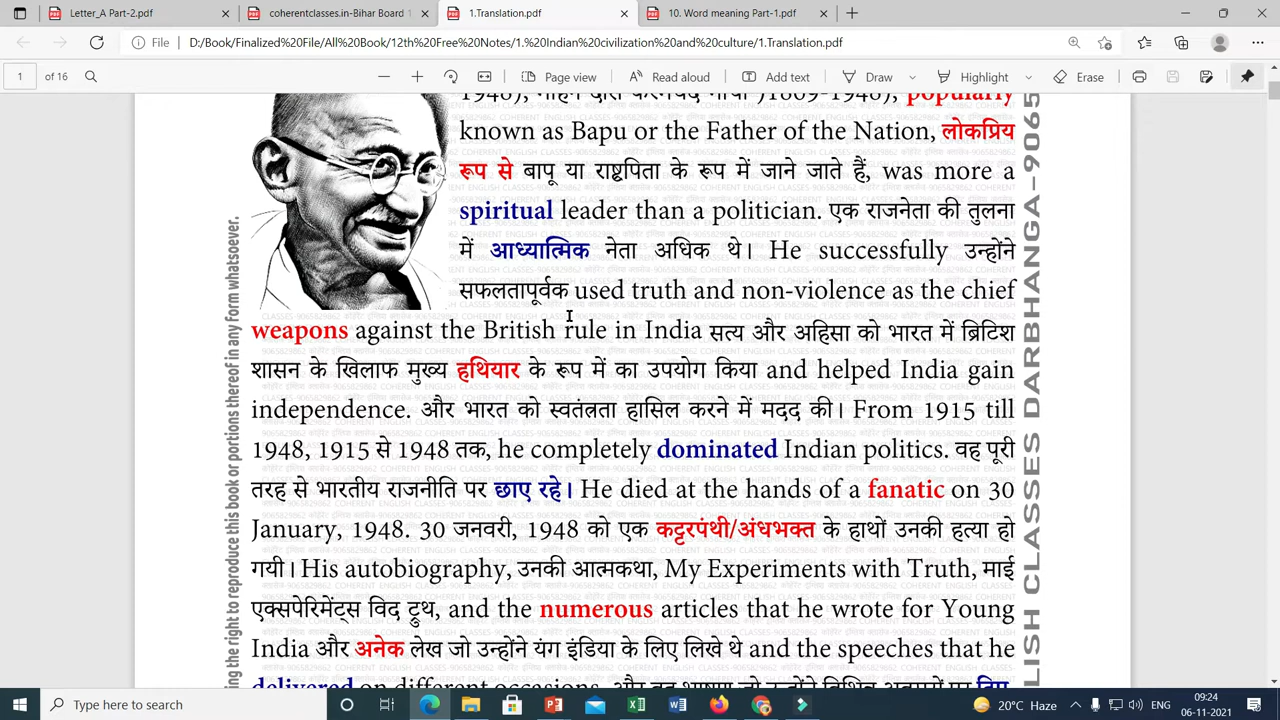 Letter_A Part-2.pdf
coherentclasses.in-Bihar Board 1
1.Translation.pdf
10. Word meaning Part-1.pdf
File
D:/Book/Finalized%20File/All%20Book/12th%20Free%20Notes/1.%20Indian%20civilization%20and%20culture/1.Translation.pdf
1 of 16
Page view
Read aloud
Add text
Draw
Highlight
Erase
popularly
known as Bapu or the Father of the Nation, लोकप्रिय
रूप से बापू या राष्ट्रपिता के रूप में जाने जाते हैं, was more a
spiritual leader than a politician. एक राजनेता की तुलना
में आध्यात्मिक नेता अधिक थे। He successfully उन्होंने
सफलतापूर्वक used truth and non-violence as the chief
weapons against the British rule in India सत्य और अहिंसा को भारत में ब्रिटिश
शासन के खिलाफ मुख्य हथियार के रूप में का उपयोग किया and helped India gain
independence. और भारत को स्वतंत्रता हासिल करने में मदद की। From 1915 till
1948, 1915 से 1948 तक, he completely dominated Indian politics. वह पूरी
तरह से भारतीय राजनीति पर छाए रहे। He died at the hands of a fanatic on 30
January, 1948. 30 जनवरी, 1948 को एक कट्टरपंथी/अंधभक्त के हाथों उनकी हत्या हो
गयी। His autobiography, उनकी आत्मकथा, My Experiments with Truth, माई
एक्सपेरिमेंट्स विद ट्रुथ, and the numerous articles that he wrote for Young
India और अनेक लेख जो उन्होंने यंग इंडिया के लिए लिखे थे and the speeches that he
delivered on different occasions
ing the right to reproduce this book or portions thereof in any form whatsoever.
LISH CLASSES DARBHANGA-9065
Type here to search
20°C Haze
ENG
09:24
06-11-2021